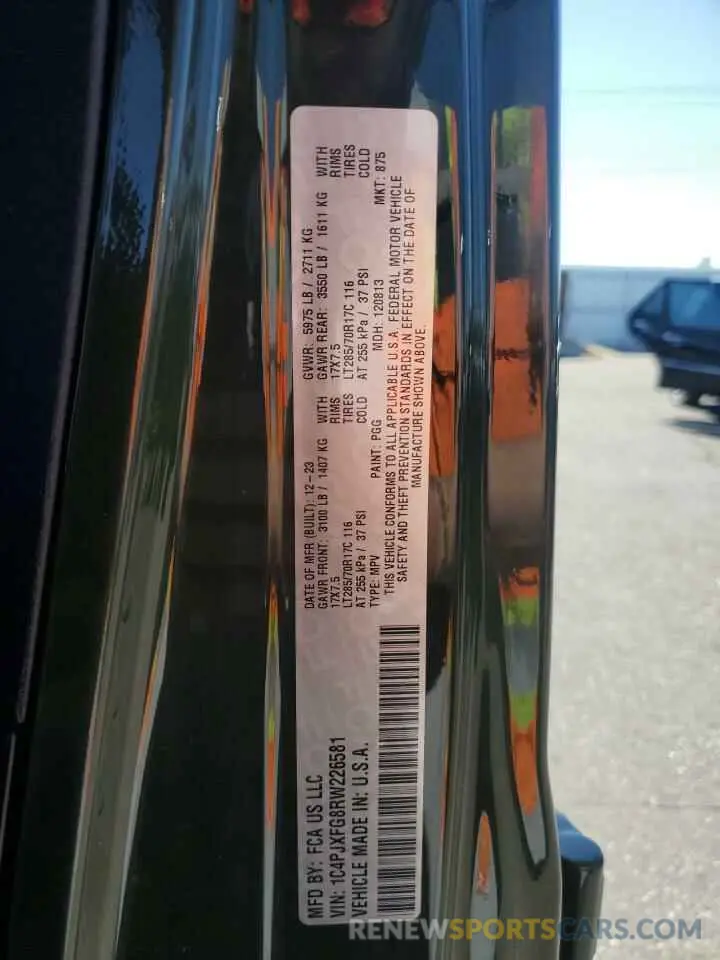 MFD BY: FCA US LLC
DATE OF MFR (BUILT): 12-23
GVWR: 5975 LB / 2711 KG
GAWR FRONT: 3100 LB / 1407 KG WITH
GAWR REAR: 3550 LB / 1611 KG WITH
17X7.5 RIMS
17X7.5 RIMS
LT285/70R17C 116 TIRES
LT285/70R17C 116 TIRES
AT 255 kPa / 37 PSI COLD
AT 255 kPa / 37 PSI COLD
VIN: 1C4PJXFG8RW226581
TYPE: MPV PAINT: PGG MDH: 120813 MKT: 875
VEHICLE MADE IN: U.S.A.
THIS VEHICLE CONFORMS TO ALL APPLICABLE U.S.A. FEDERAL MOTOR VEHICLE
SAFETY AND THEFT PREVENTION STANDARDS IN EFFECT ON THE DATE OF
MANUFACTURE SHOWN ABOVE.
RENEWSPORTSCARS.COM